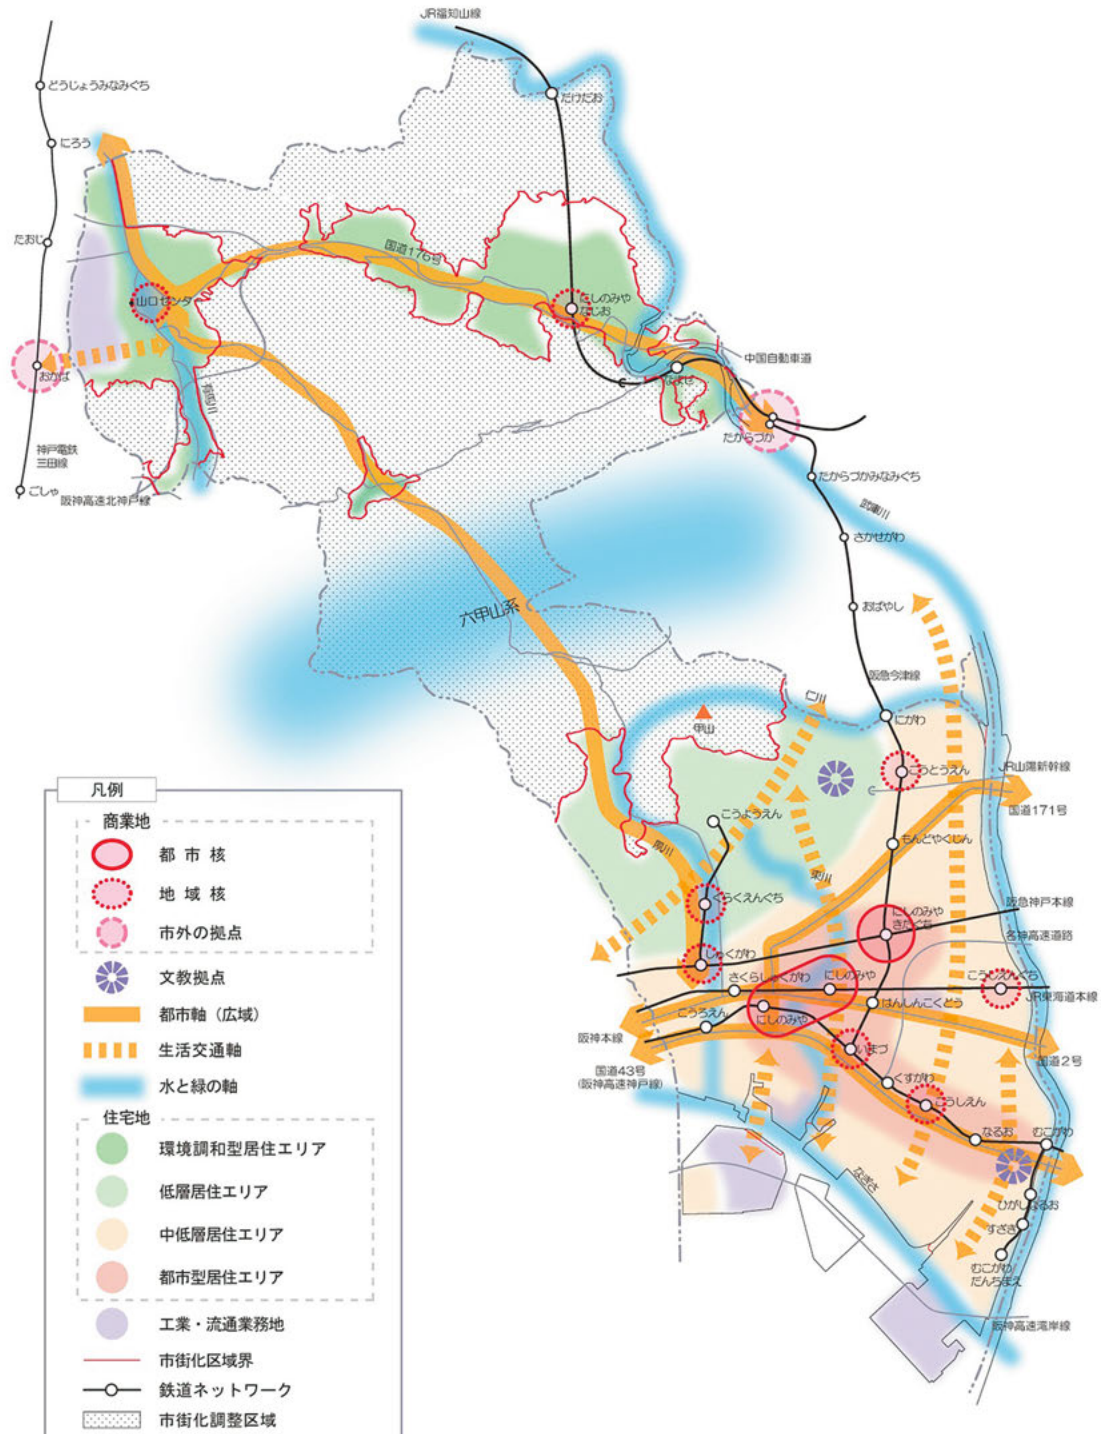 JR福知山線
どうじょうみなみぐち
たけだお
にろう
たおじ
国道176号
山口センター
にしのみや
なじお
中国自動車道
なまぜ
おかば
有馬川
たからづか
神戸電鉄
三田線
ごしゃ
阪神高速北神戸線
たからづかみなみぐち
武庫川
さかせがわ
六甲山系
おばやし
阪急今津線
仁川
にがわ
甲山
こうとうえん
JR山陽新幹線
国道171号
こうようえん
もんどやくじん
夙川
東川
くらくえんぐち
にしのみや
きたぐち
阪急神戸本線
名神高速道路
しゅくがわ
さくらしゅくがわ
にしのみや
こうしえんぐち
JR東海道本線
こうろえん
にしのみや
はんしんこくどう
阪神本線
いまづ
国道2号
国道43号
(阪神高速神戸線)
くすがわ
こうしえん
なるお
むこがわ
なぎさ
ひがしなるお
すざき
むこがわ
だんちまえ
阪神高速湾岸線
凡例
商業地
都市核
地域核
市外の拠点
文教拠点
都市軸（広域）
生活交通軸
水と緑の軸
住宅地
環境調和型居住エリア
低層居住エリア
中低層居住エリア
都市型居住エリア
工業・流通業務地
市街化区域界
鉄道ネットワーク
市街化調整区域